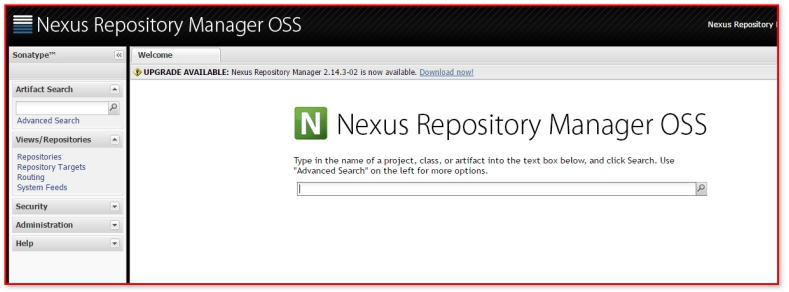 Nexus Repository Manager OSS
Nexus Repository
Sonatype™
Welcome
UPGRADE AVAILABLE: Nexus Repository Manager 2.14.3-02 is now available. Download now!
Artifact Search
Advanced Search
Views/Repositories
Repositories
Repository Targets
Routing
System Feeds
Security
Administration
Help
N Nexus Repository Manager OSS
Type in the name of a project, class, or artifact into the text box below, and click Search. Use
"Advanced Search" on the left for more options.